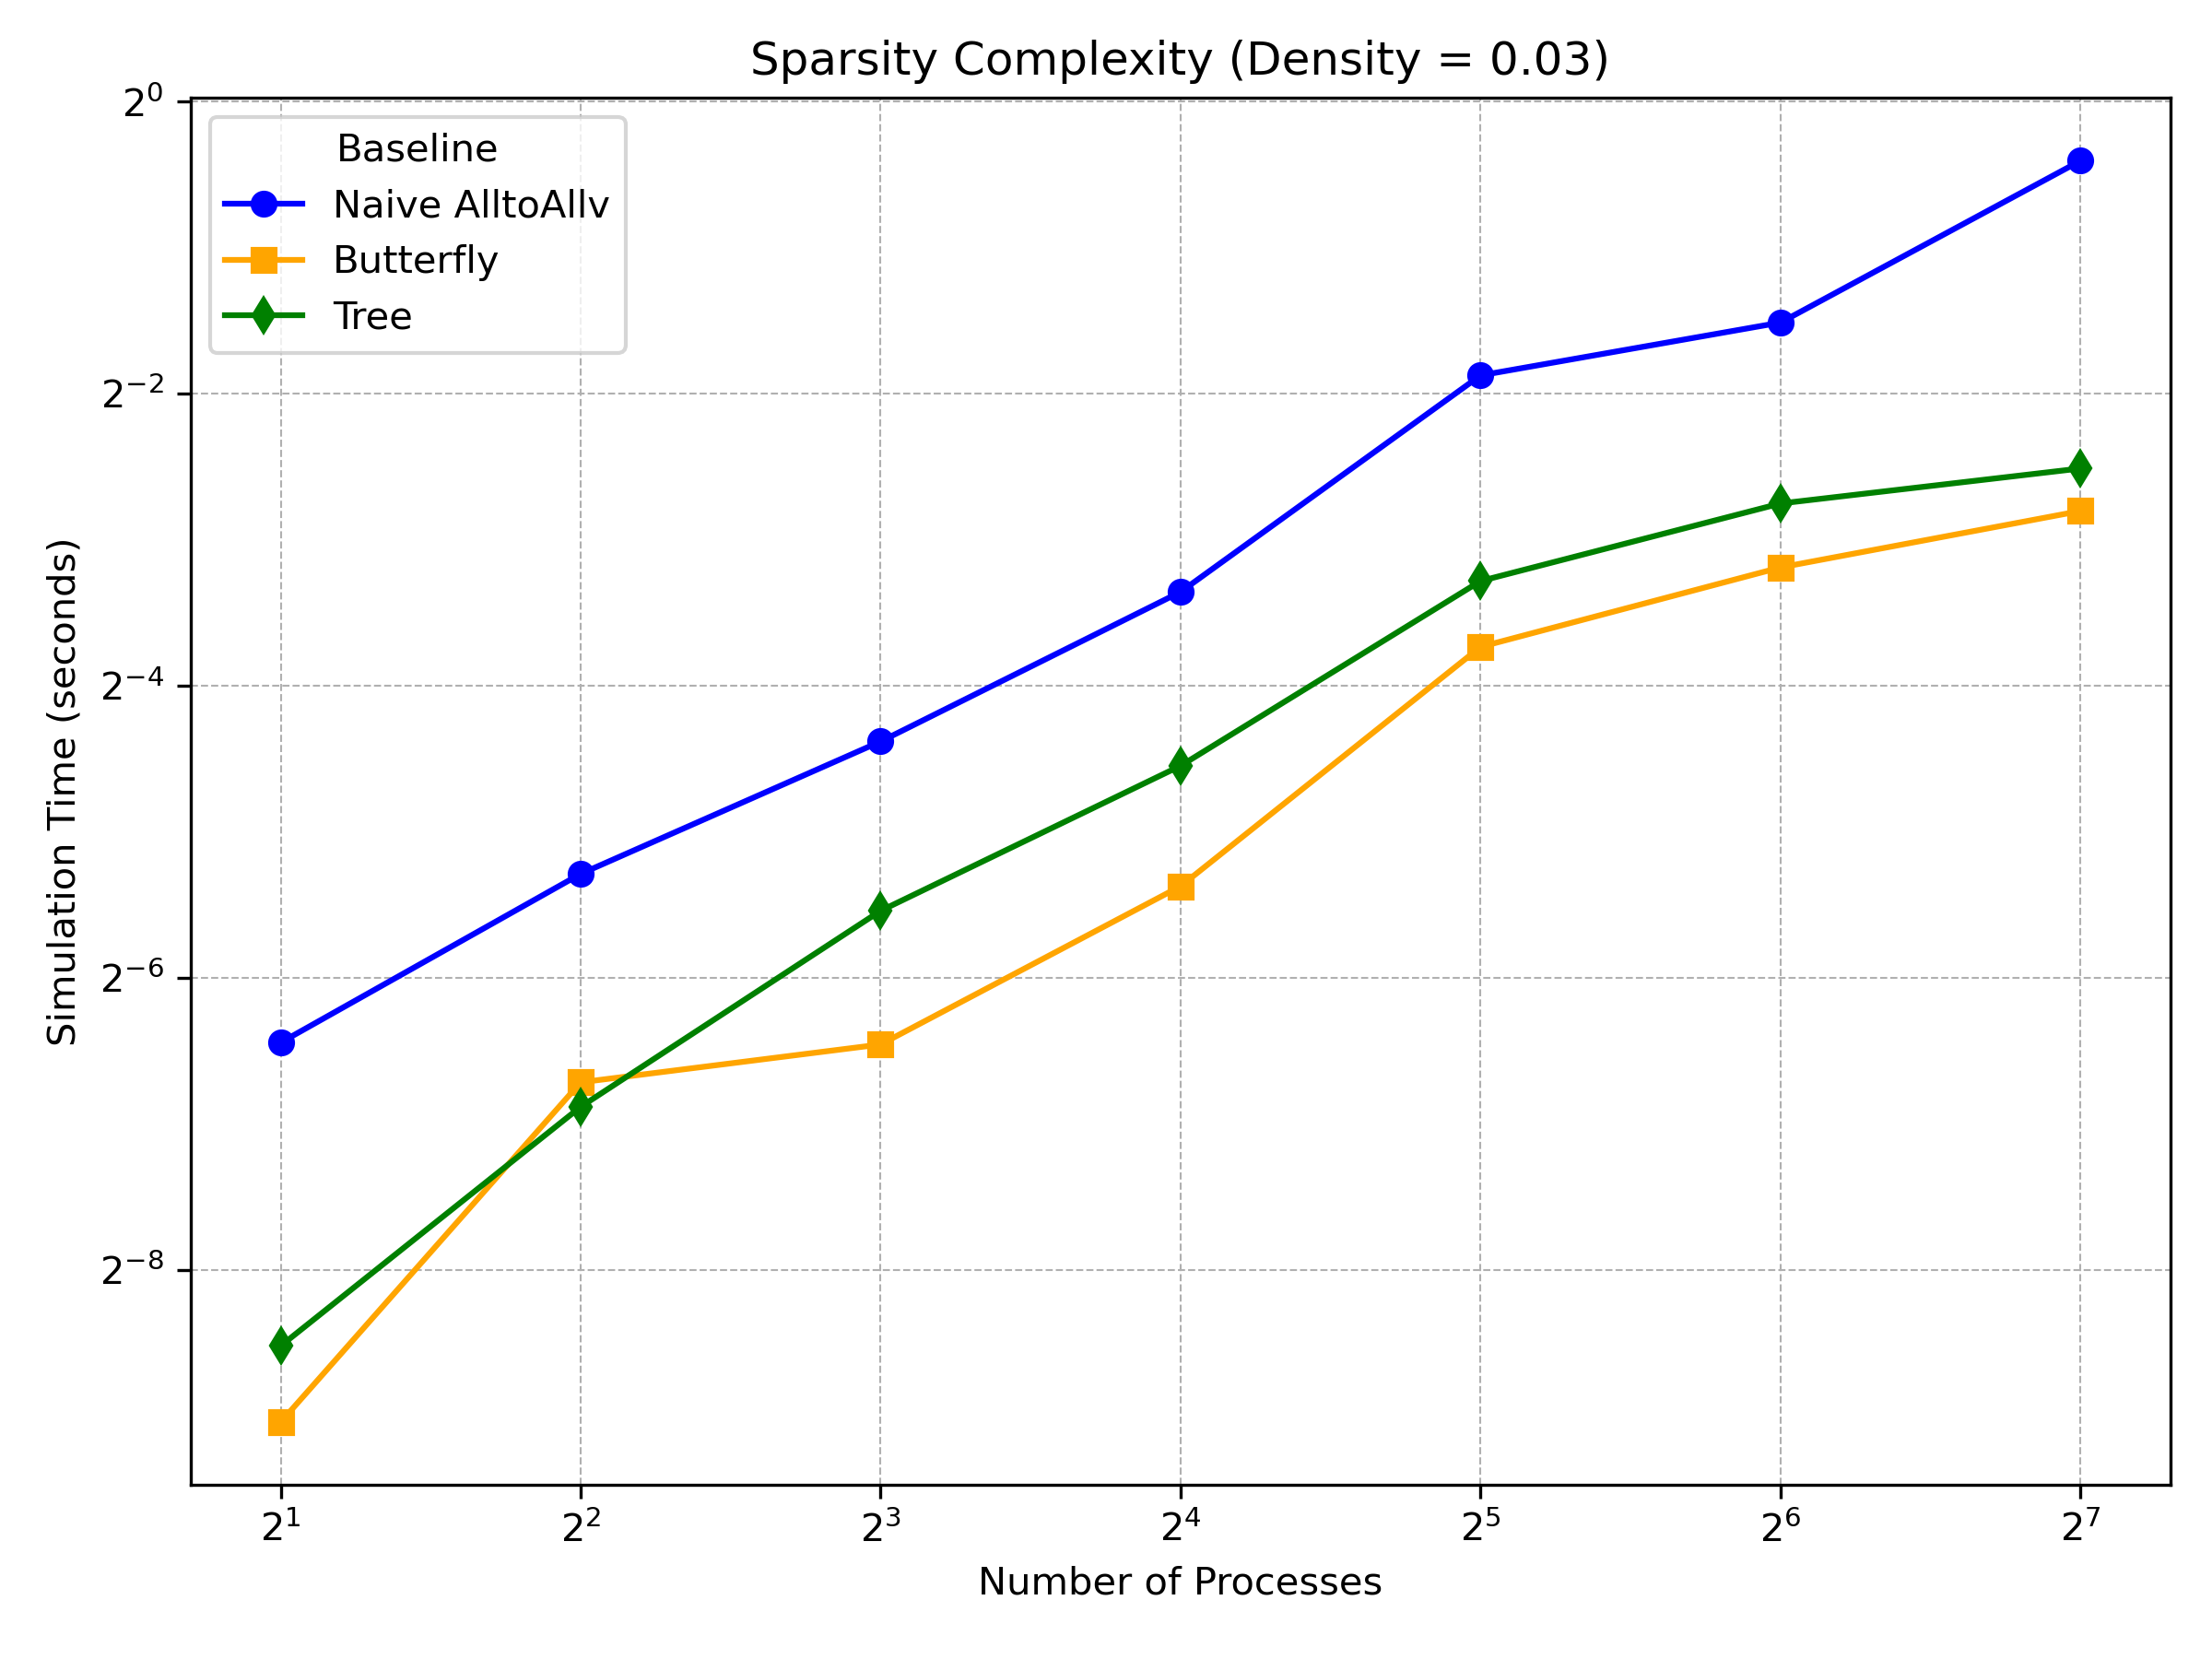 Sparsity Complexity (Density = 0.03)
2⁰
2⁻²
2⁻⁴
2⁻⁶
2⁻⁸
Simulation Time (seconds)
Baseline
Naive AlltoAllv
Butterfly
Tree
2¹ 2² 2³ 2⁴ 2⁵ 2⁶ 2⁷
Number of Processes